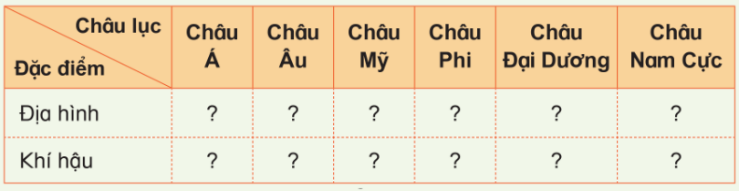 Châu lục
Đặc điểm
Châu
Á
Châu
Âu
Châu
Mỹ
Châu
Phi
Châu
Đại Dương
Châu
Nam Cực
Địa hình ? ? ? ? ? ?
Khí hậu ? ? ? ? ? ?